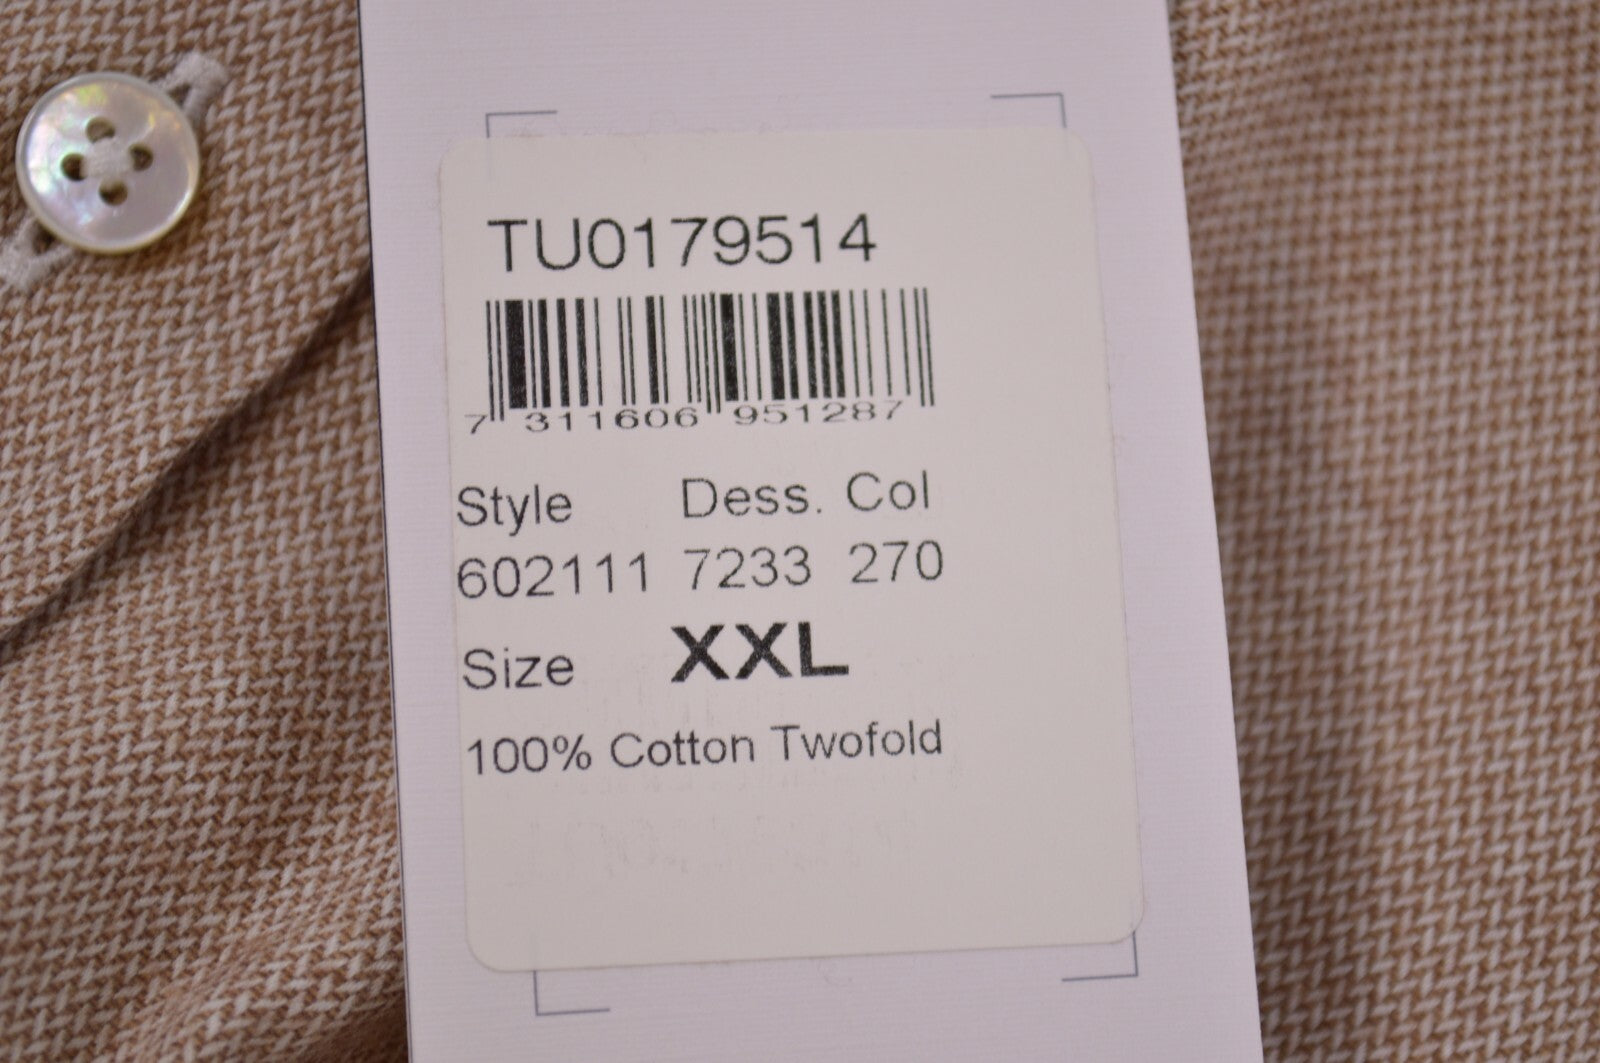 TU0179514
7 311606 951287
Style Dess. Col
602111 7233 270
Size XXL
100% Cotton Twofold